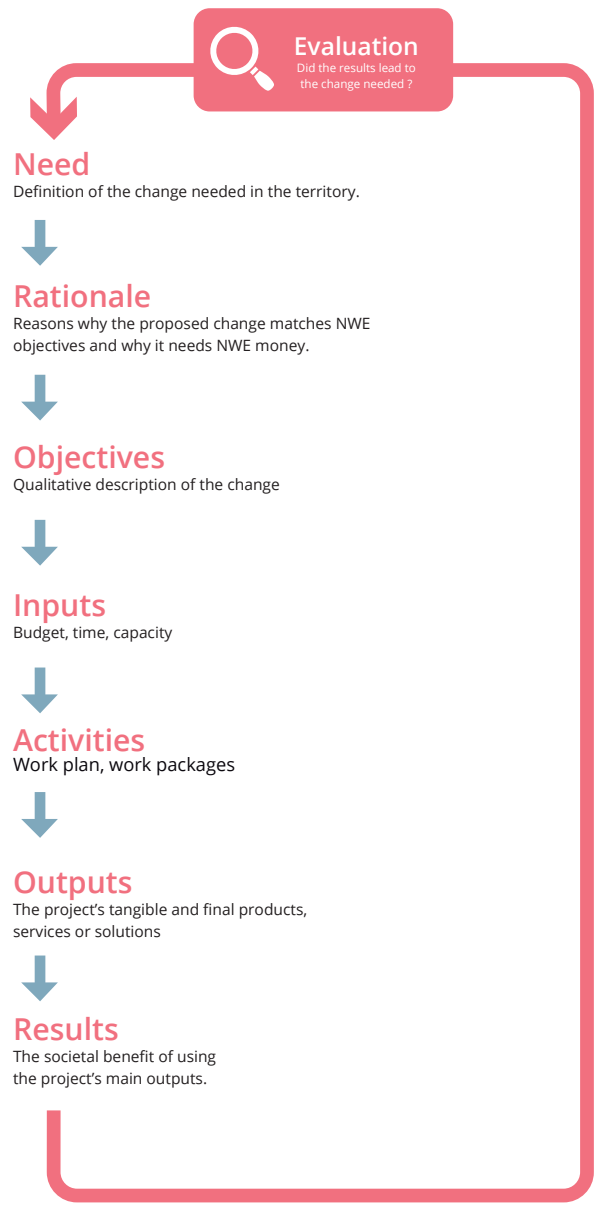 Evaluation
Did the results lead to
the change needed ?
Need
Definition of the change needed in the territory.
Rationale
Reasons why the proposed change matches NWE
objectives and why it needs NWE money.
Objectives
Qualitative description of the change
Inputs
Budget, time, capacity
Activities
Work plan, work packages
Outputs
The project’s tangible and final products,
services or solutions
Results
The societal benefit of using
the project’s main outputs.